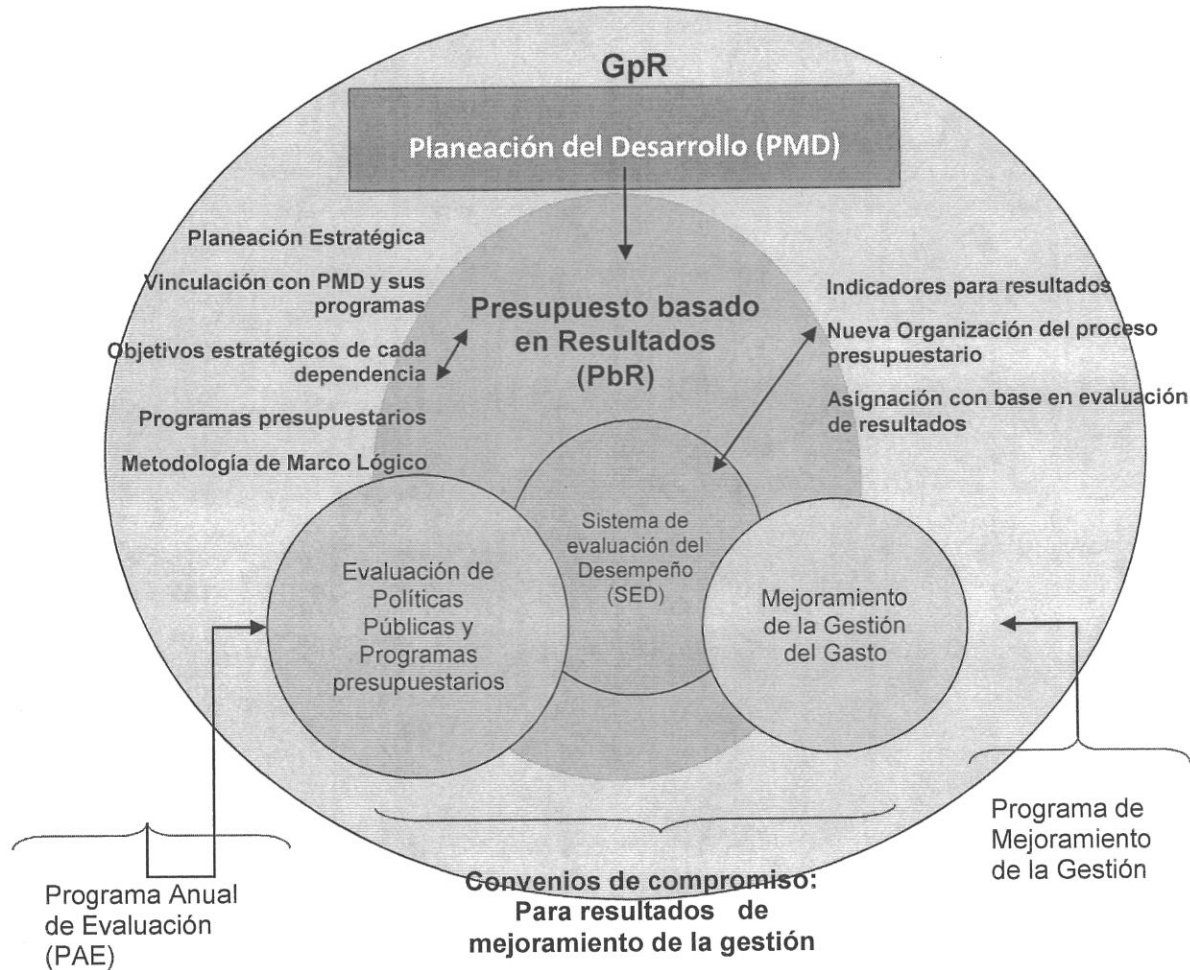 GpR
Planeación del Desarrollo (PMD)
Planeación Estratégica
Vinculación con PMD y sus
programas
Objetivos estratégicos de cada
dependencia
Programas presupuestarios
Metodología de Marco Lógico
Presupuesto basado
en Resultados
(PbR)
Indicadores para resultados
Nueva Organización del proceso
presupuestario
Asignación con base en evaluación
de resultados
Sistema de
evaluación del
Desempeño
(SED)
Evaluación de
Políticas
Públicas y
Programas
presupuestarios
Mejoramiento
de la Gestión
del Gasto
Programa Anual
de Evaluación
(PAE)
Convenios de compromiso:
Para resultados de
mejoramiento de la gestión
Programa de
Mejoramiento
de la Gestión